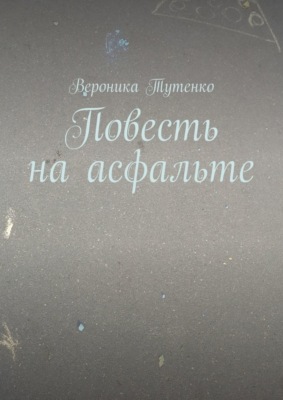 Вероника Тутенко
Повесть
на асфальте